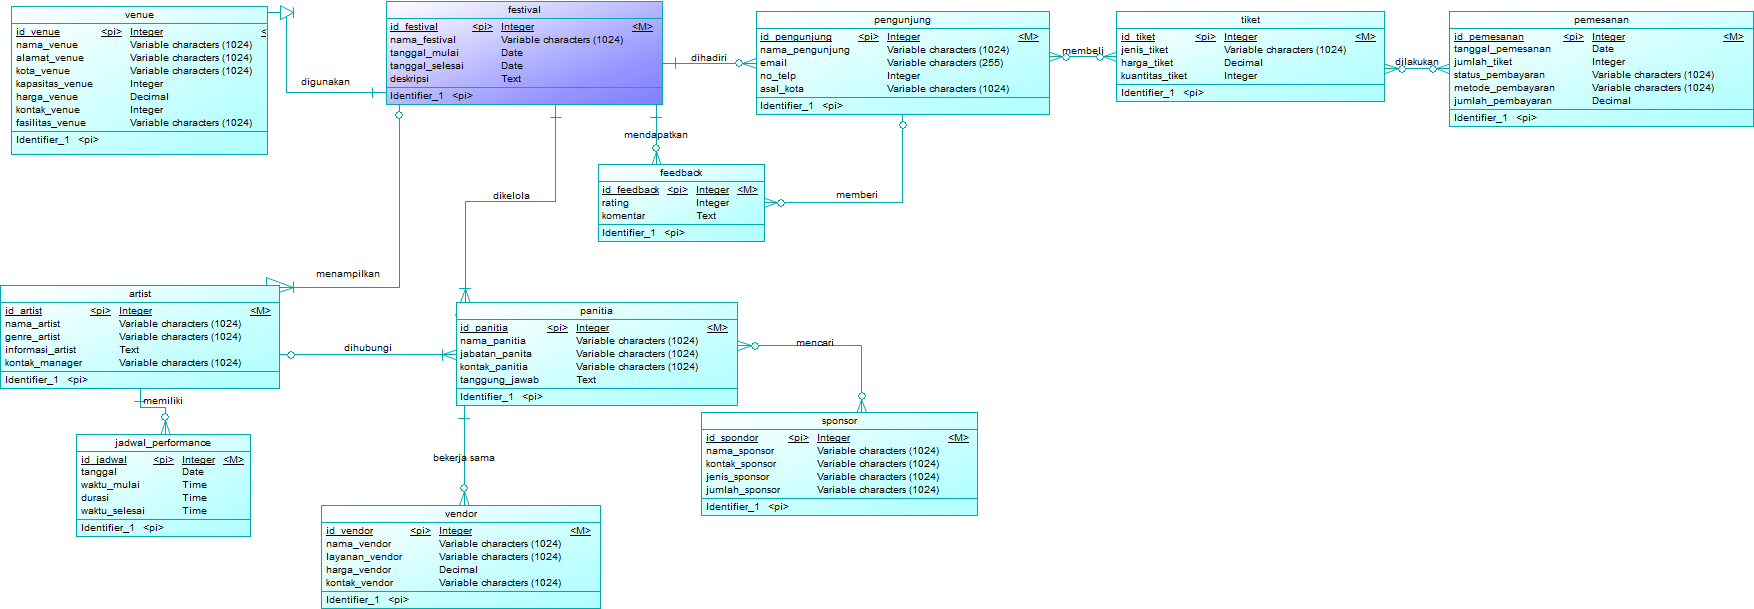 venue
id_venue <pi> Integer <
nama_venue Variable characters (1024)
alamat_venue Variable characters (1024)
kota_venue Variable characters (1024)
kapasitas_venue Integer
harga_venue Decimal
kontak_venue Integer
fasilitas_venue Variable characters (1024)
Identifier_1 <pi>
digunakan
festival
id_festival <pi> Integer <M>
nama_festival Variable characters (1024)
tanggal_mulai Date
tanggal_selesai Date
deskripsi Text
Identifier_1 <pi>
dihadiri
pengunjung
id_pengunjung <pi> Integer <M>
nama_pengunjung Variable characters (1024)
email Variable characters (255)
no_telp Integer
asal_kota Variable characters (1024)
Identifier_1 <pi>
membeli
tiket
id_tiket <pi> Integer <M>
jenis_tiket Variable characters (1024)
harga_tiket Decimal
kuantitas_tiket Integer
Identifier_1 <pi>
dilakukan
pemesanan
id_pemesanan <pi> Integer <M>
tanggal_pemesanan Date
jumlah_tiket Integer
status_pembayaran Variable characters (1024)
metode_pembayaran Variable characters (1024)
jumlah_pembayaran Decimal
Identifier_1 <pi>
mendapatkan
feedback
id_feedback <pi> Integer <M>
rating Integer
komentar Text
Identifier_1 <pi>
memberi
dikelola
menampilkan
artist
id_artist <pi> Integer <M>
nama_artist Variable characters (1024)
genre_artist Variable characters (1024)
informasi_artist Text
kontak_manager Variable characters (1024)
Identifier_1 <pi>
dihubungi
panitia
id_panitia <pi> Integer <M>
nama_panitia Variable characters (1024)
jabatan_panita Variable characters (1024)
kontak_panitia Variable characters (1024)
tanggung_jawab Text
Identifier_1 <pi>
mencari
memiliki
jadwal_performance
id_jadwal <pi> Integer <M>
tanggal Date
waktu_mulai Time
durasi Time
waktu_selesai Time
Identifier_1 <pi>
bekerja sama
sponsor
id_spondor <pi> Integer <M>
nama_sponsor Variable characters (1024)
kontak_sponsor Variable characters (1024)
jenis_sponsor Variable characters (1024)
jumlah_sponsor Variable characters (1024)
Identifier_1 <pi>
vendor
id_vendor <pi> Integer <M>
nama_vendor Variable characters (1024)
layanan_vendor Variable characters (1024)
harga_vendor Decimal
kontak_vendor Variable characters (1024)
Identifier_1 <pi>